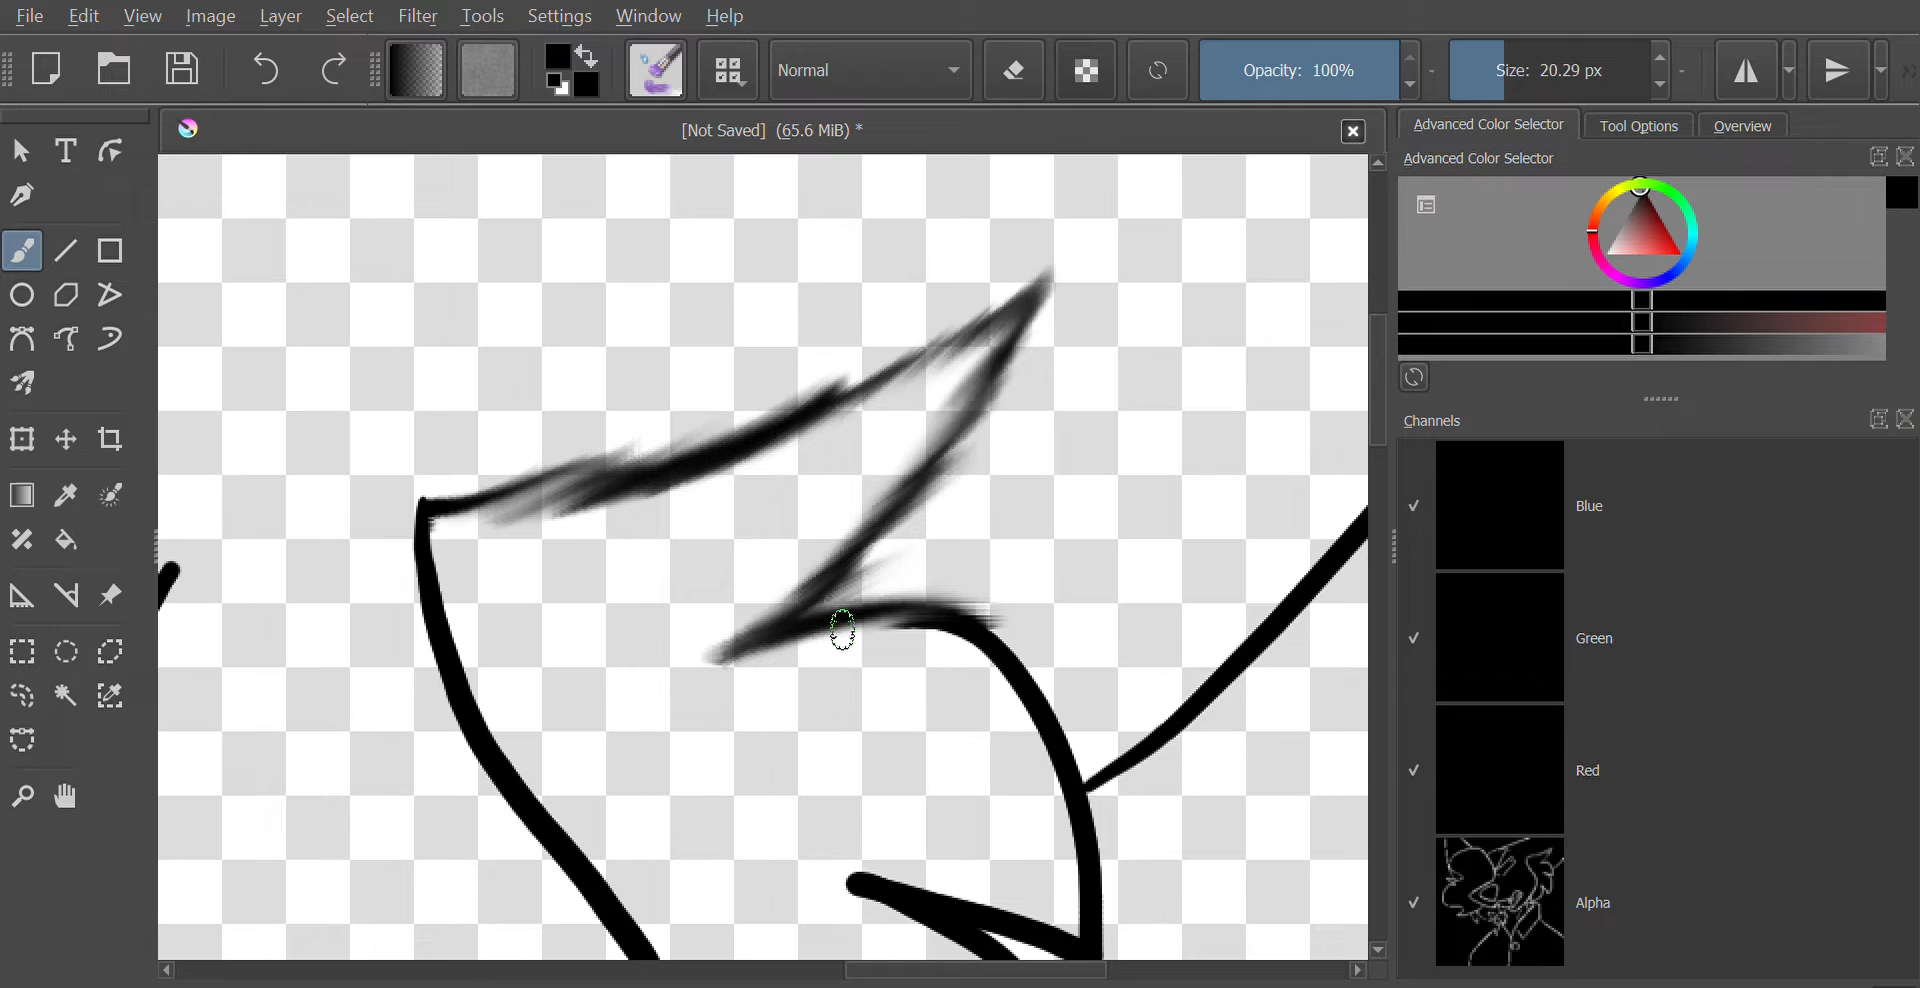 File Edit View Image Layer Select Filter Tools Settings Window Help
Normal Opacity: 100% Size: 20.29 px
[Not Saved] (65.6 MiB) *
Advanced Color Selector Tool Options Overview
Advanced Color Selector
Channels
Blue
Green
Red
Alpha